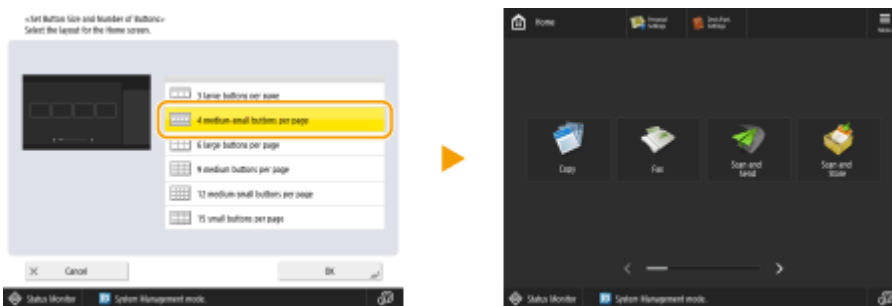 <Set Button Size and Number of Buttons>
Select the layout for the Home screen.
3 large buttons per page
4 medium-small buttons per page
6 large buttons per page
9 medium buttons per page
12 medium-small buttons per page
15 small buttons per page
Cancel
OK
Status Monitor
System Management mode.
Home
Personal Settings
Menu
Copy
Fax
Scan and
Send
Scan and
Store
Status Monitor
System Management mode.